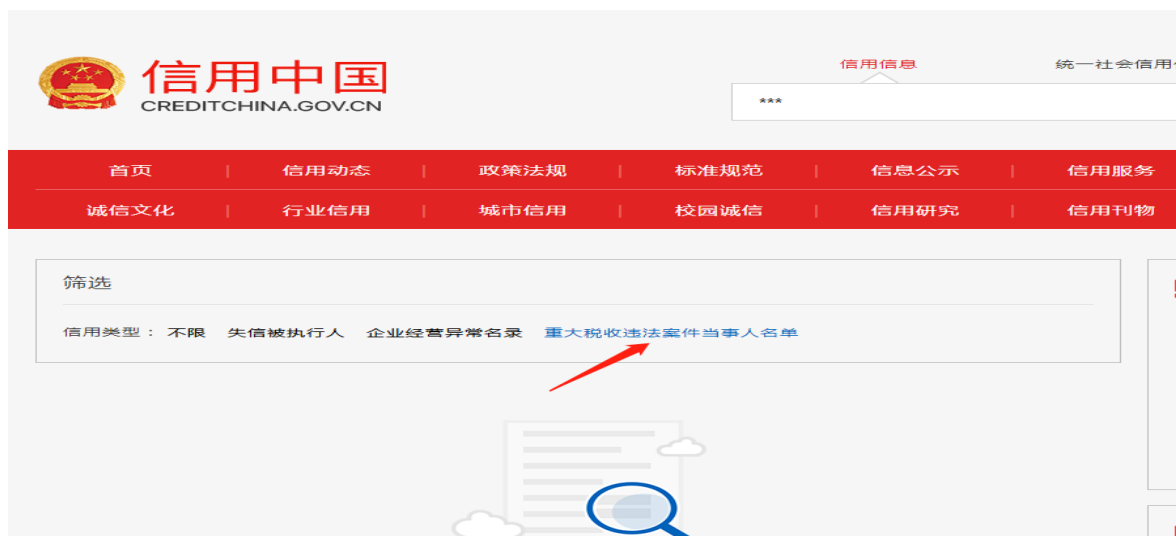 信用中国
CREDITCHINA.GOV.CN
信用信息
统一社会信用
***
首页 | 信用动态 | 政策法规 | 标准规范 | 信息公示 | 信用服务
诚信文化 | 行业信用 | 城市信用 | 校园诚信 | 信用研究 | 信用刊物
筛选
信用类型： 不限 失信被执行人 企业经营异常名录 重大税收违法案件当事人名单